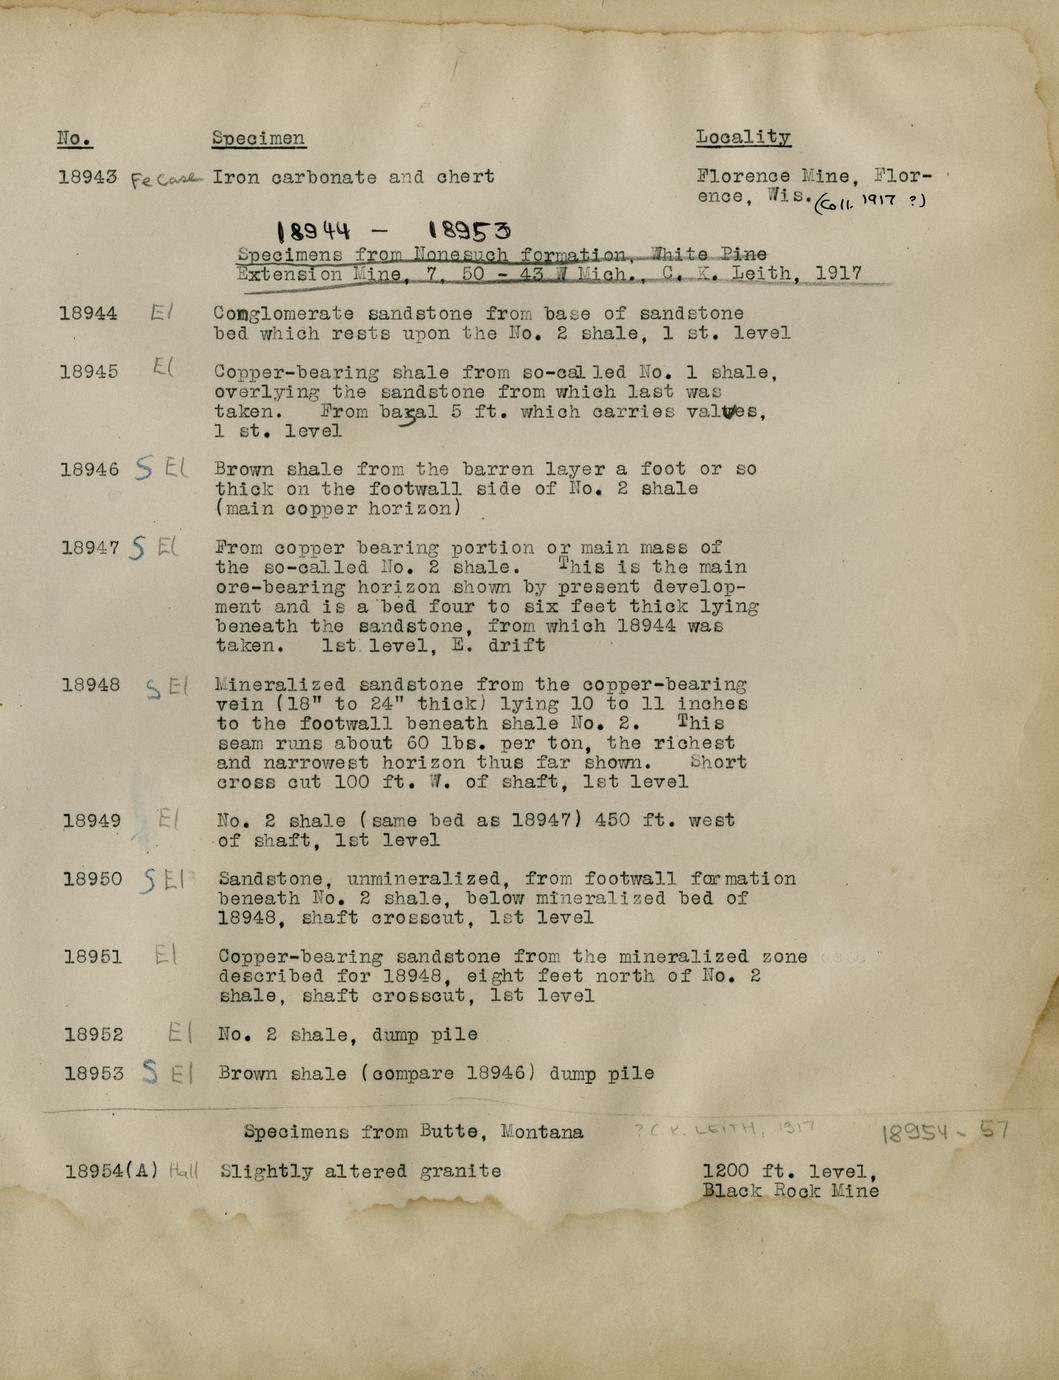 No. Specimen Locality
18943 Fe Case Iron carbonate and chert Florence Mine, Flor-
ence, Wis. (Coll. 1917 ?)
18944 — 18953
Specimens from Nonesuch formation, White Pine
Extension Mine, 7, 50 - 43 W Mich., C. K. Leith, 1917
18944 El Conglomerate sandstone from base of sandstone
bed which rests upon the No. 2 shale, 1 st. level
18945 El Copper-bearing shale from so-called No. 1 shale,
overlying the sandstone from which last was
taken. From basal 5 ft. which carries values,
1 st. level
18946 S El Brown shale from the barren layer a foot or so
thick on the footwall side of No. 2 shale
(main copper horizon)
18947 S El From copper bearing portion or main mass of
the so-called No. 2 shale. This is the main
ore-bearing horizon shown by present develop-
ment and is a bed four to six feet thick lying
beneath the sandstone, from which 18944 was
taken. 1st level, E. drift
18948 S El Mineralized sandstone from the copper-bearing
vein (18" to 24" thick) lying 10 to 11 inches
to the footwall beneath shale No. 2. This
seam runs about 60 lbs. per ton, the richest
and narrowest horizon thus far shown. Short
cross cut 100 ft. W. of shaft, 1st level
18949 El No. 2 shale (same bed as 18947) 450 ft. west
of shaft, 1st level
18950 S El Sandstone, unmineralized, from footwall formation
beneath No. 2 shale, below mineralized bed of
18948, shaft crosscut, 1st level
18951 El Copper-bearing sandstone from the mineralized zone
described for 18948, eight feet north of No. 2
shale, shaft crosscut, 1st level
18952 El No. 2 shale, dump pile
18953 S El Brown shale (compare 18946) dump pile
Specimens from Butte, Montana ? C. K. LEITH, 1917 18954 - 57
18954(A) Hall Slightly altered granite 1200 ft. level,
Black Rock Mine